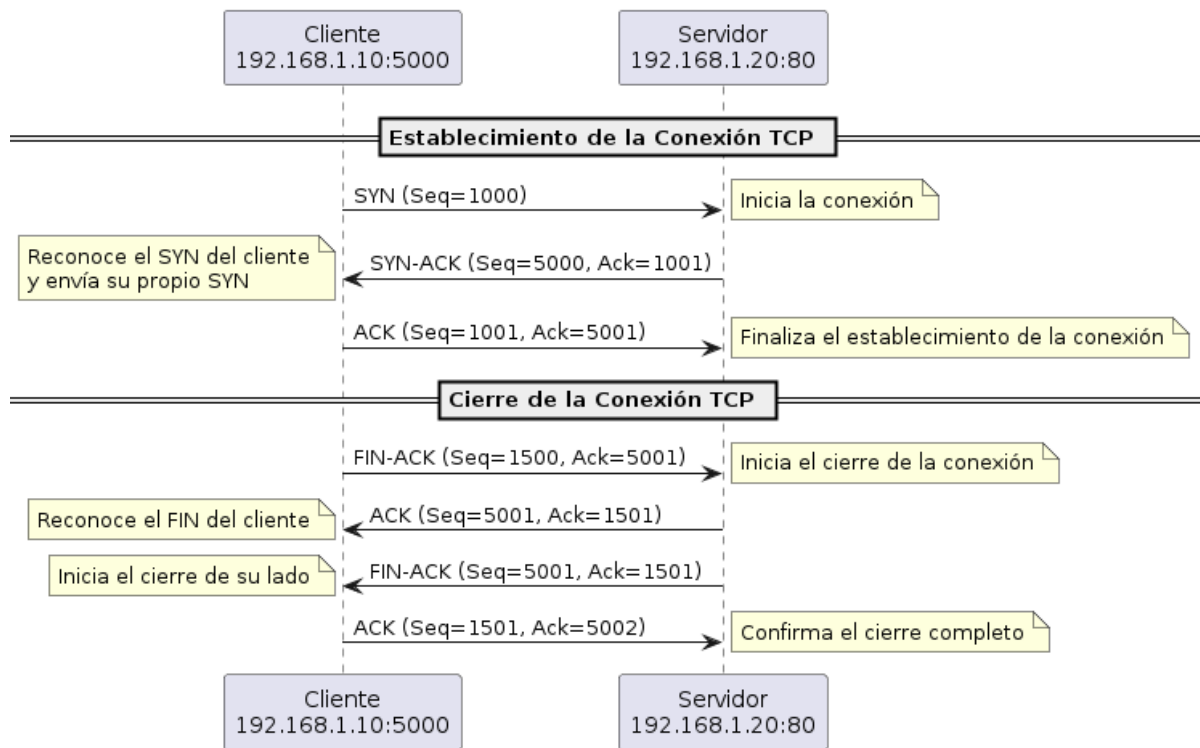 Cliente
192.168.1.10:5000
Servidor
192.168.1.20:80
Establecimiento de la Conexión TCP
SYN (Seq=1000)
Inicia la conexión
Reconoce el SYN del cliente
y envía su propio SYN
SYN-ACK (Seq=5000, Ack=1001)
ACK (Seq=1001, Ack=5001)
Finaliza el establecimiento de la conexión
Cierre de la Conexión TCP
FIN-ACK (Seq=1500, Ack=5001)
Inicia el cierre de la conexión
Reconoce el FIN del cliente
ACK (Seq=5001, Ack=1501)
Inicia el cierre de su lado
FIN-ACK (Seq=5001, Ack=1501)
ACK (Seq=1501, Ack=5002)
Confirma el cierre completo
Cliente
192.168.1.10:5000
Servidor
192.168.1.20:80